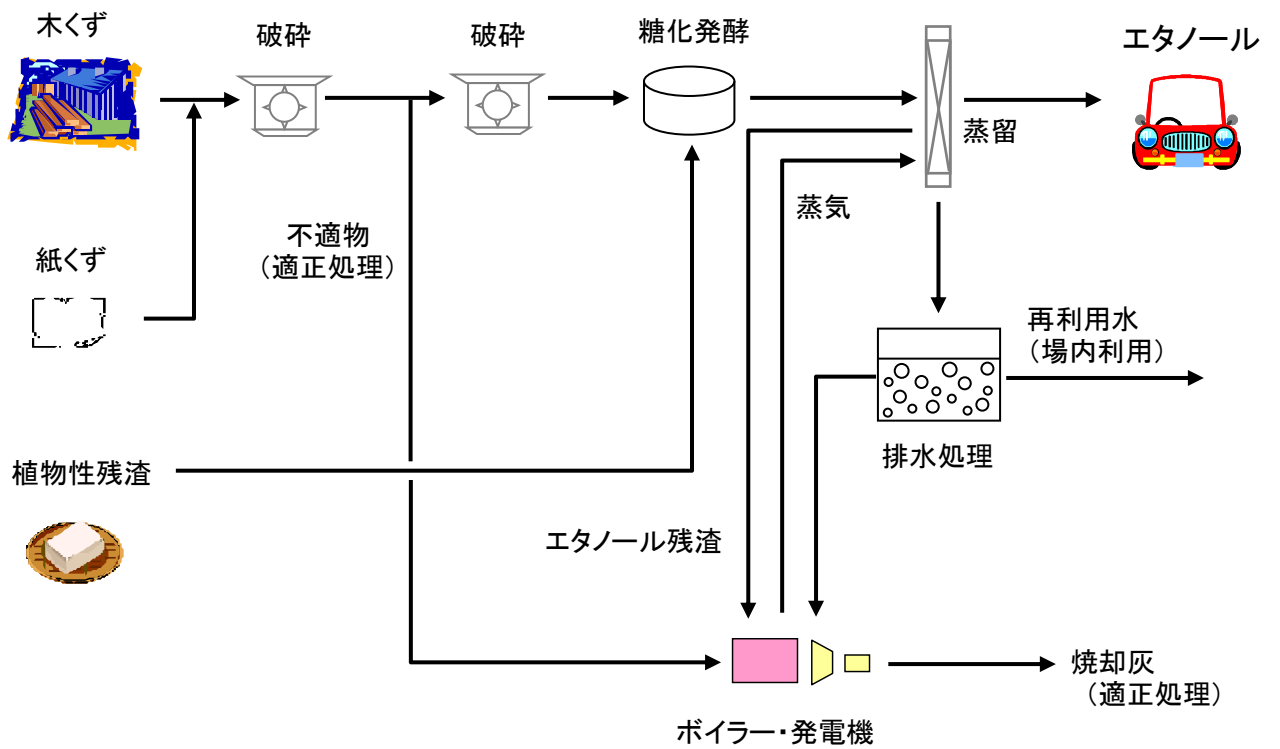 木くず
破砕
破砕
糖化発酵
エタノール
蒸留
蒸気
不適物
（適正処理）
紙くず
再利用水
（場内利用）
排水処理
植物性残渣
エタノール残渣
焼却灰
（適正処理）
ボイラー・発電機